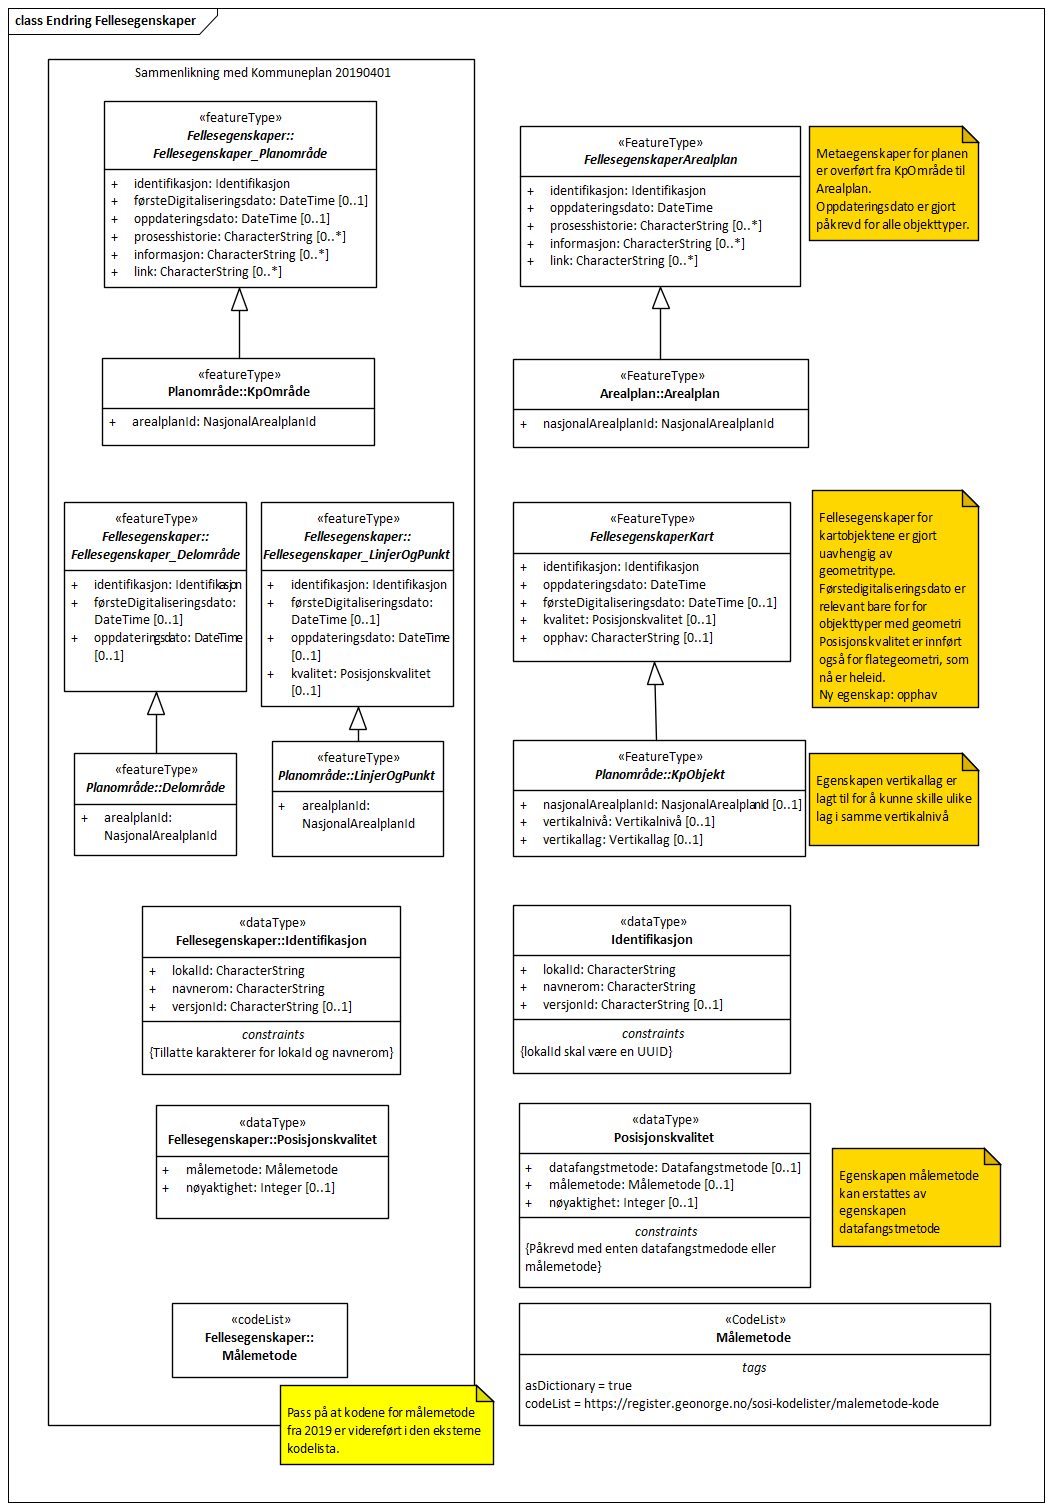 class Endring Fellesegenskaper
Sammenlikning med Kommuneplan 20190401
«featureType»
Fellesegenskaper::
Fellesegenskaper_Planområde
+ identifikasjon: Identifikasjon
+ førsteDigitaliseringsdato: DateTime [0..1]
+ oppdateringsdato: DateTime [0..1]
+ prosesshistorie: CharacterString [0..*]
+ informasjon: CharacterString [0..*]
+ link: CharacterString [0..*]
«FeatureType»
FellesegenskaperArealplan
+ identifikasjon: Identifikasjon
+ oppdateringsdato: DateTime
+ prosesshistorie: CharacterString [0..*]
+ informasjon: CharacterString [0..*]
+ link: CharacterString [0..*]
Metaegenskaper for planen
er overført fra KpOmråde til
Arealplan.
Oppdateringsdato er gjort
påkrevd for alle objekttyper.
«featureType»
Planområde::KpOmråde
+ arealplanId: NasjonalArealplanId
«FeatureType»
Arealplan::Arealplan
+ nasjonalArealplanId: NasjonalArealplanId
«featureType»
Fellesegenskaper::
Fellesegenskaper_Delområde
+ identifikasjon: Identifikasjon
+ førsteDigitaliseringsdato:
DateTime [0..1]
+ oppdateringsdato: DateTime
[0..1]
«featureType»
Fellesegenskaper::
Fellesegenskaper_LinjerOgPunkt
+ identifikasjon: Identifikasjon
+ førsteDigitaliseringsdato:
DateTime [0..1]
+ oppdateringsdato: DateTime
[0..1]
+ kvalitet: Posisjonskvalitet
[0..1]
«FeatureType»
FellesegenskaperKart
+ identifikasjon: Identifikasjon
+ oppdateringsdato: DateTime
+ førsteDigitaliseringsdato: DateTime [0..1]
+ kvalitet: Posisjonskvalitet [0..1]
+ opphav: CharacterString [0..1]
Fellesegenskaper for
kartobjektene er gjort
uavhengig av
geometritype.
Førstedigitaliseringsdato er
relevant bare for for
objekttyper med geometri
Posisjonskvalitet er innført
også for flategeometri, som
nå er heleid.
Ny egenskap: opphav
«featureType»
Planområde::Delområde
+ arealplanId:
NasjonalArealplanId
«featureType»
Planområde::LinjerOgPunkt
+ arealplanId:
NasjonalArealplanId
«FeatureType»
Planområde::KpObjekt
+ nasjonalArealplanId: NasjonalArealplanId [0..1]
+ vertikalnivå: Vertikalnivå [0..1]
+ vertikallag: Vertikallag [0..1]
Egenskapen vertikallag er
lagt til for å kunne skille ulike
lag i samme vertikalnivå
«dataType»
Fellesegenskaper::Identifikasjon
+ lokalId: CharacterString
+ navnerom: CharacterString
+ versjonId: CharacterString [0..1]
constraints
{Tillatte karakterer for lokaId og navnerom}
«dataType»
Identifikasjon
+ lokalId: CharacterString
+ navnerom: CharacterString
+ versjonId: CharacterString [0..1]
constraints
{lokalId skal være en UUID}
«dataType»
Fellesegenskaper::Posisjonskvalitet
+ målemetode: Målemetode
+ nøyaktighet: Integer [0..1]
«dataType»
Posisjonskvalitet
+ datafangstmetode: Datafangstmetode [0..1]
+ målemetode: Målemetode [0..1]
+ nøyaktighet: Integer [0..1]
constraints
{Påkrevd med enten datafangstmedode eller
målemetode}
Egenskapen målemetode
kan erstattes av
egenskapen
datafangstmetode
«codeList»
Fellesegenskaper::
Målemetode
«CodeList»
Målemetode
tags
asDictionary = true
codeList = https://register.geonorge.no/sosi-kodelister/malemetode-kode
Pass på at kodene for målemetode
fra 2019 er videreført i den eksterne
kodelista.